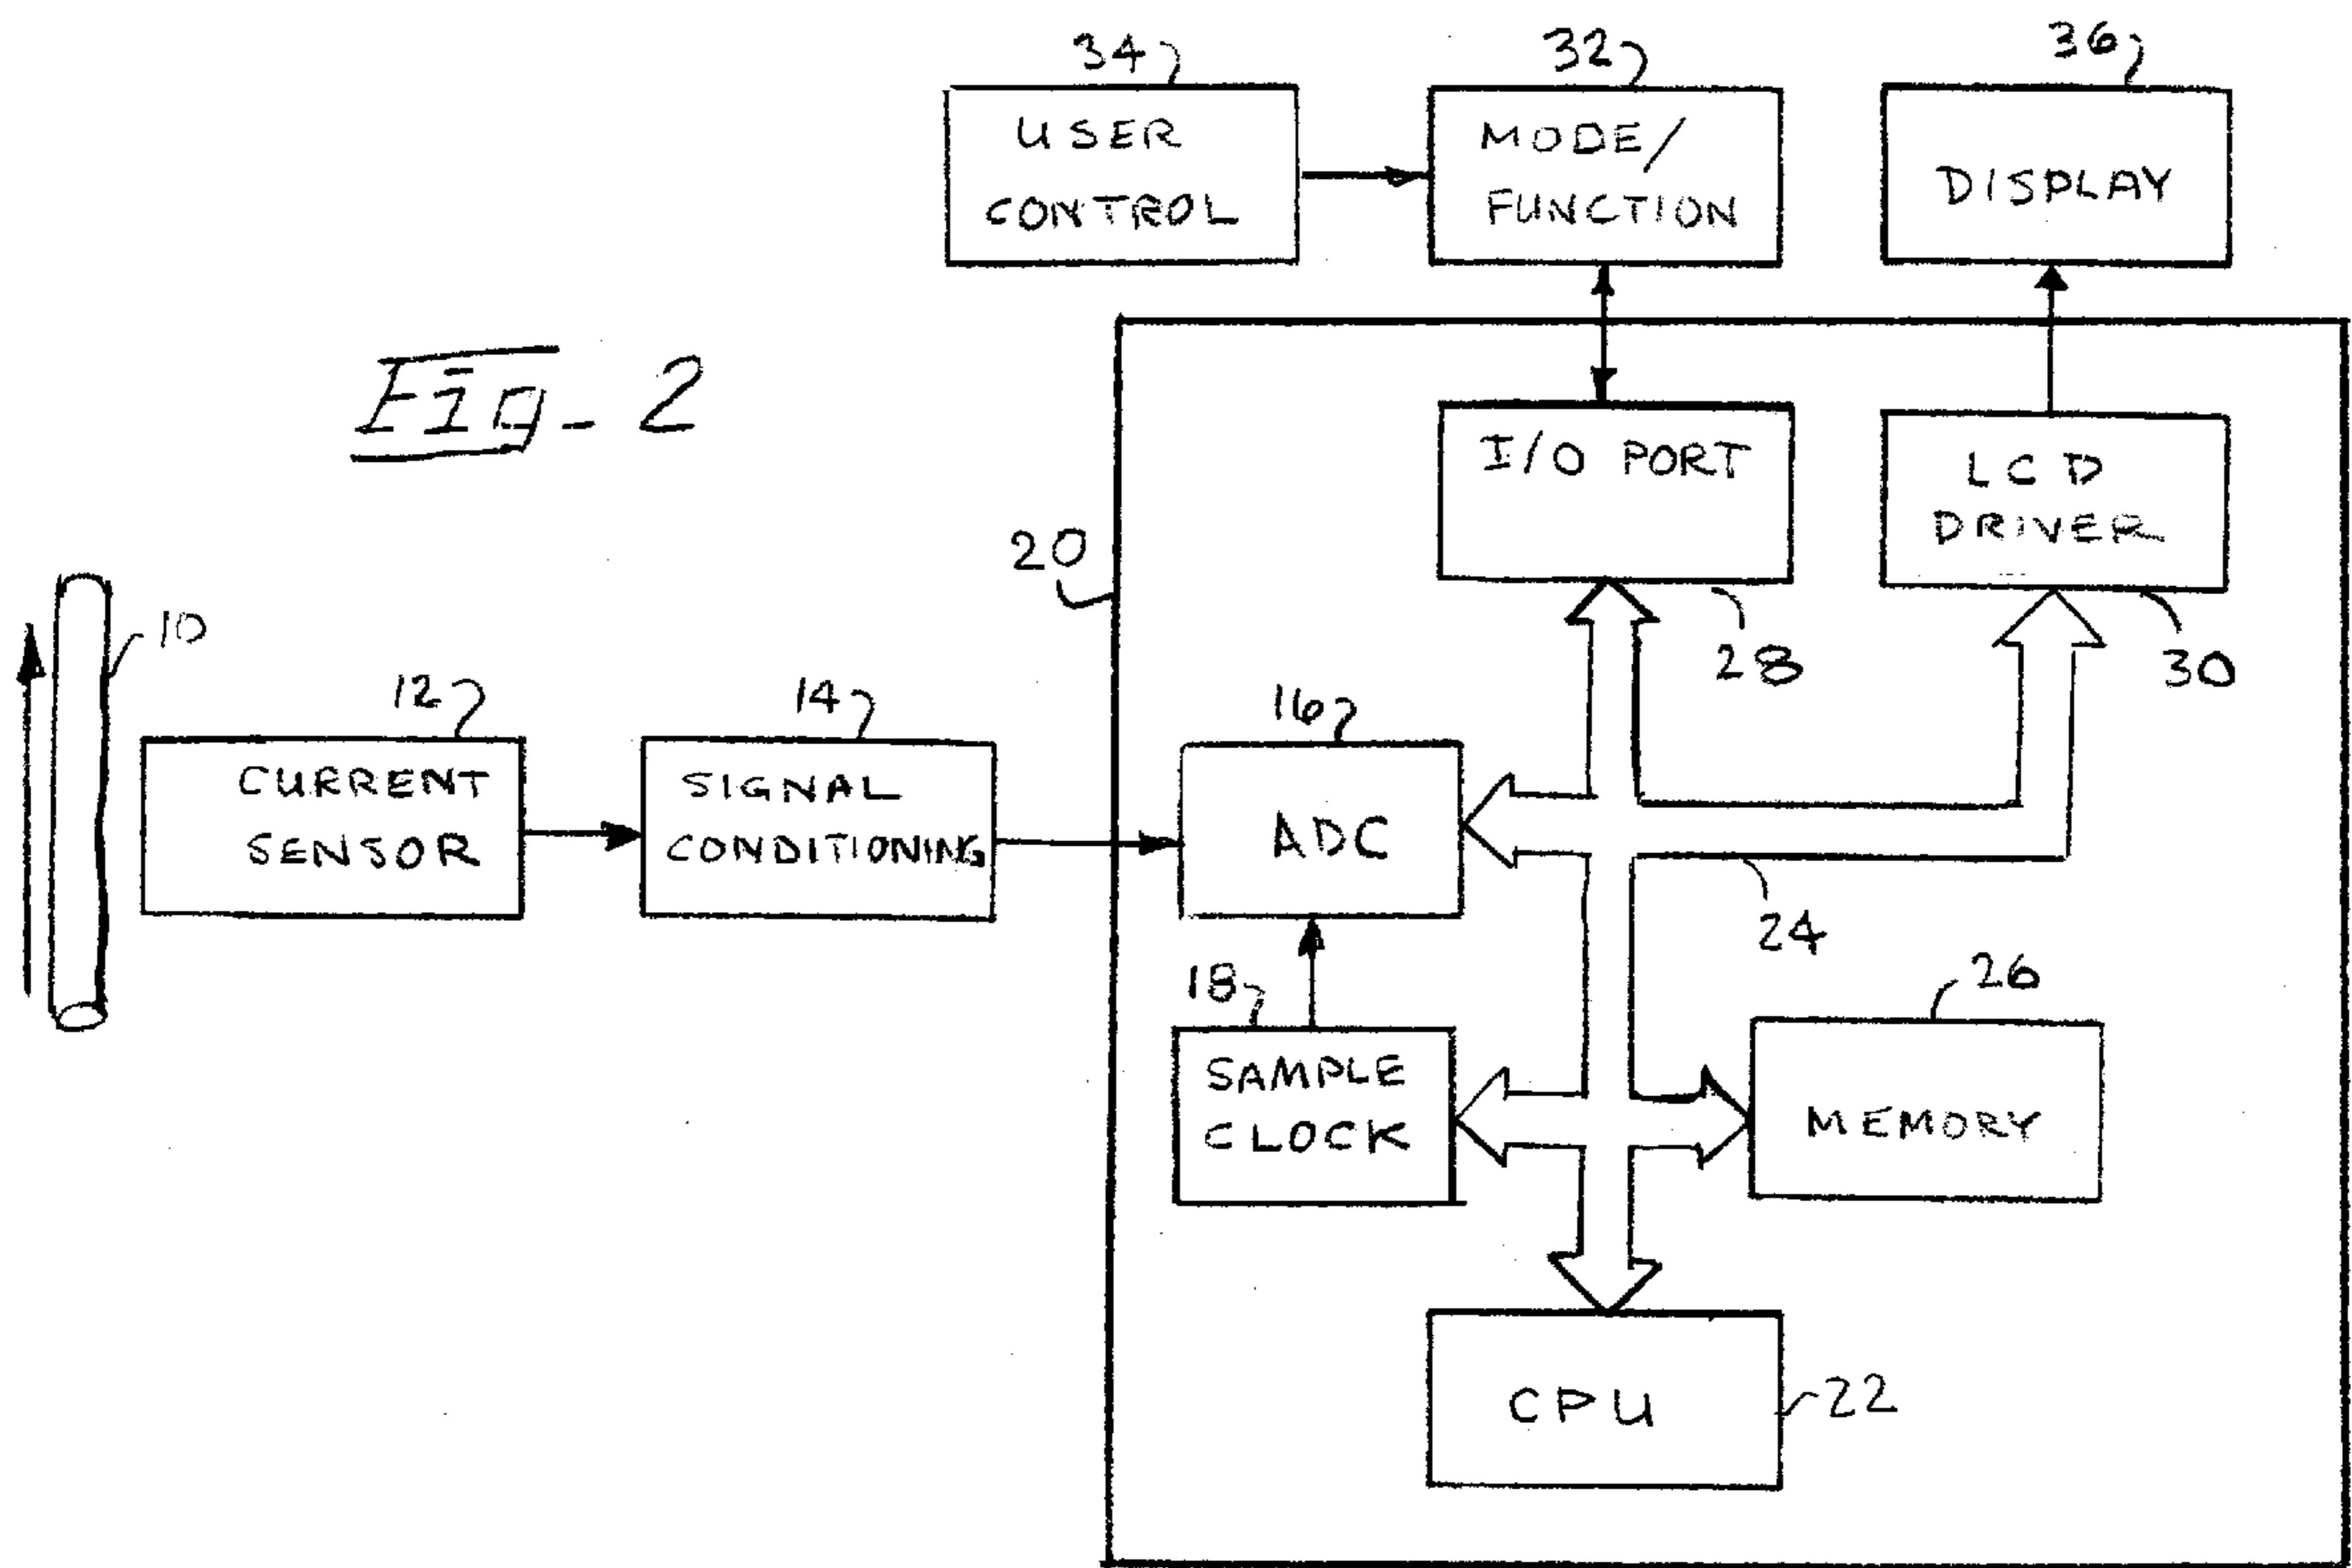 34
32
36
USER
CONTROL
MODE/
FUNCTION
DISPLAY
Fig- 2
I/O PORT
LCD
DRIVER
20
10
28
30
12
14
16
CURRENT
SENSOR
SIGNAL
CONDITIONING
ADC
24
18
26
SAMPLE
CLOCK
MEMORY
CPU
22